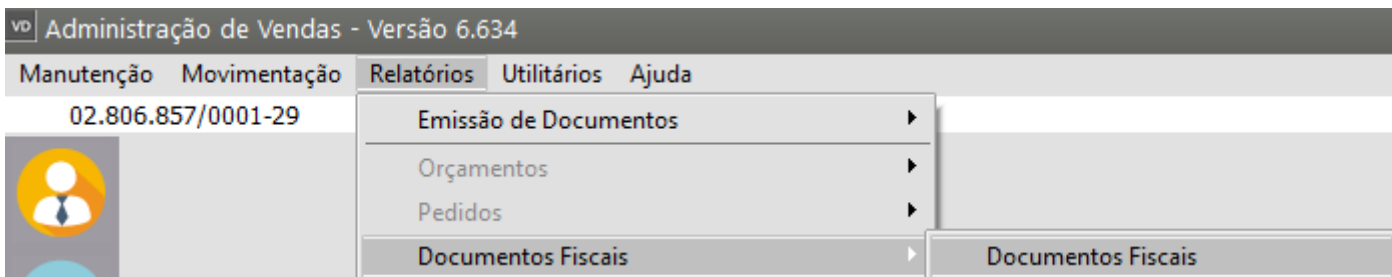 VD Administração de Vendas - Versão 6.634
Manutenção Movimentação Relatórios Utilitários Ajuda
02.806.857/0001-29
Emissão de Documentos
Orçamentos
Pedidos
Documentos Fiscais Documentos Fiscais